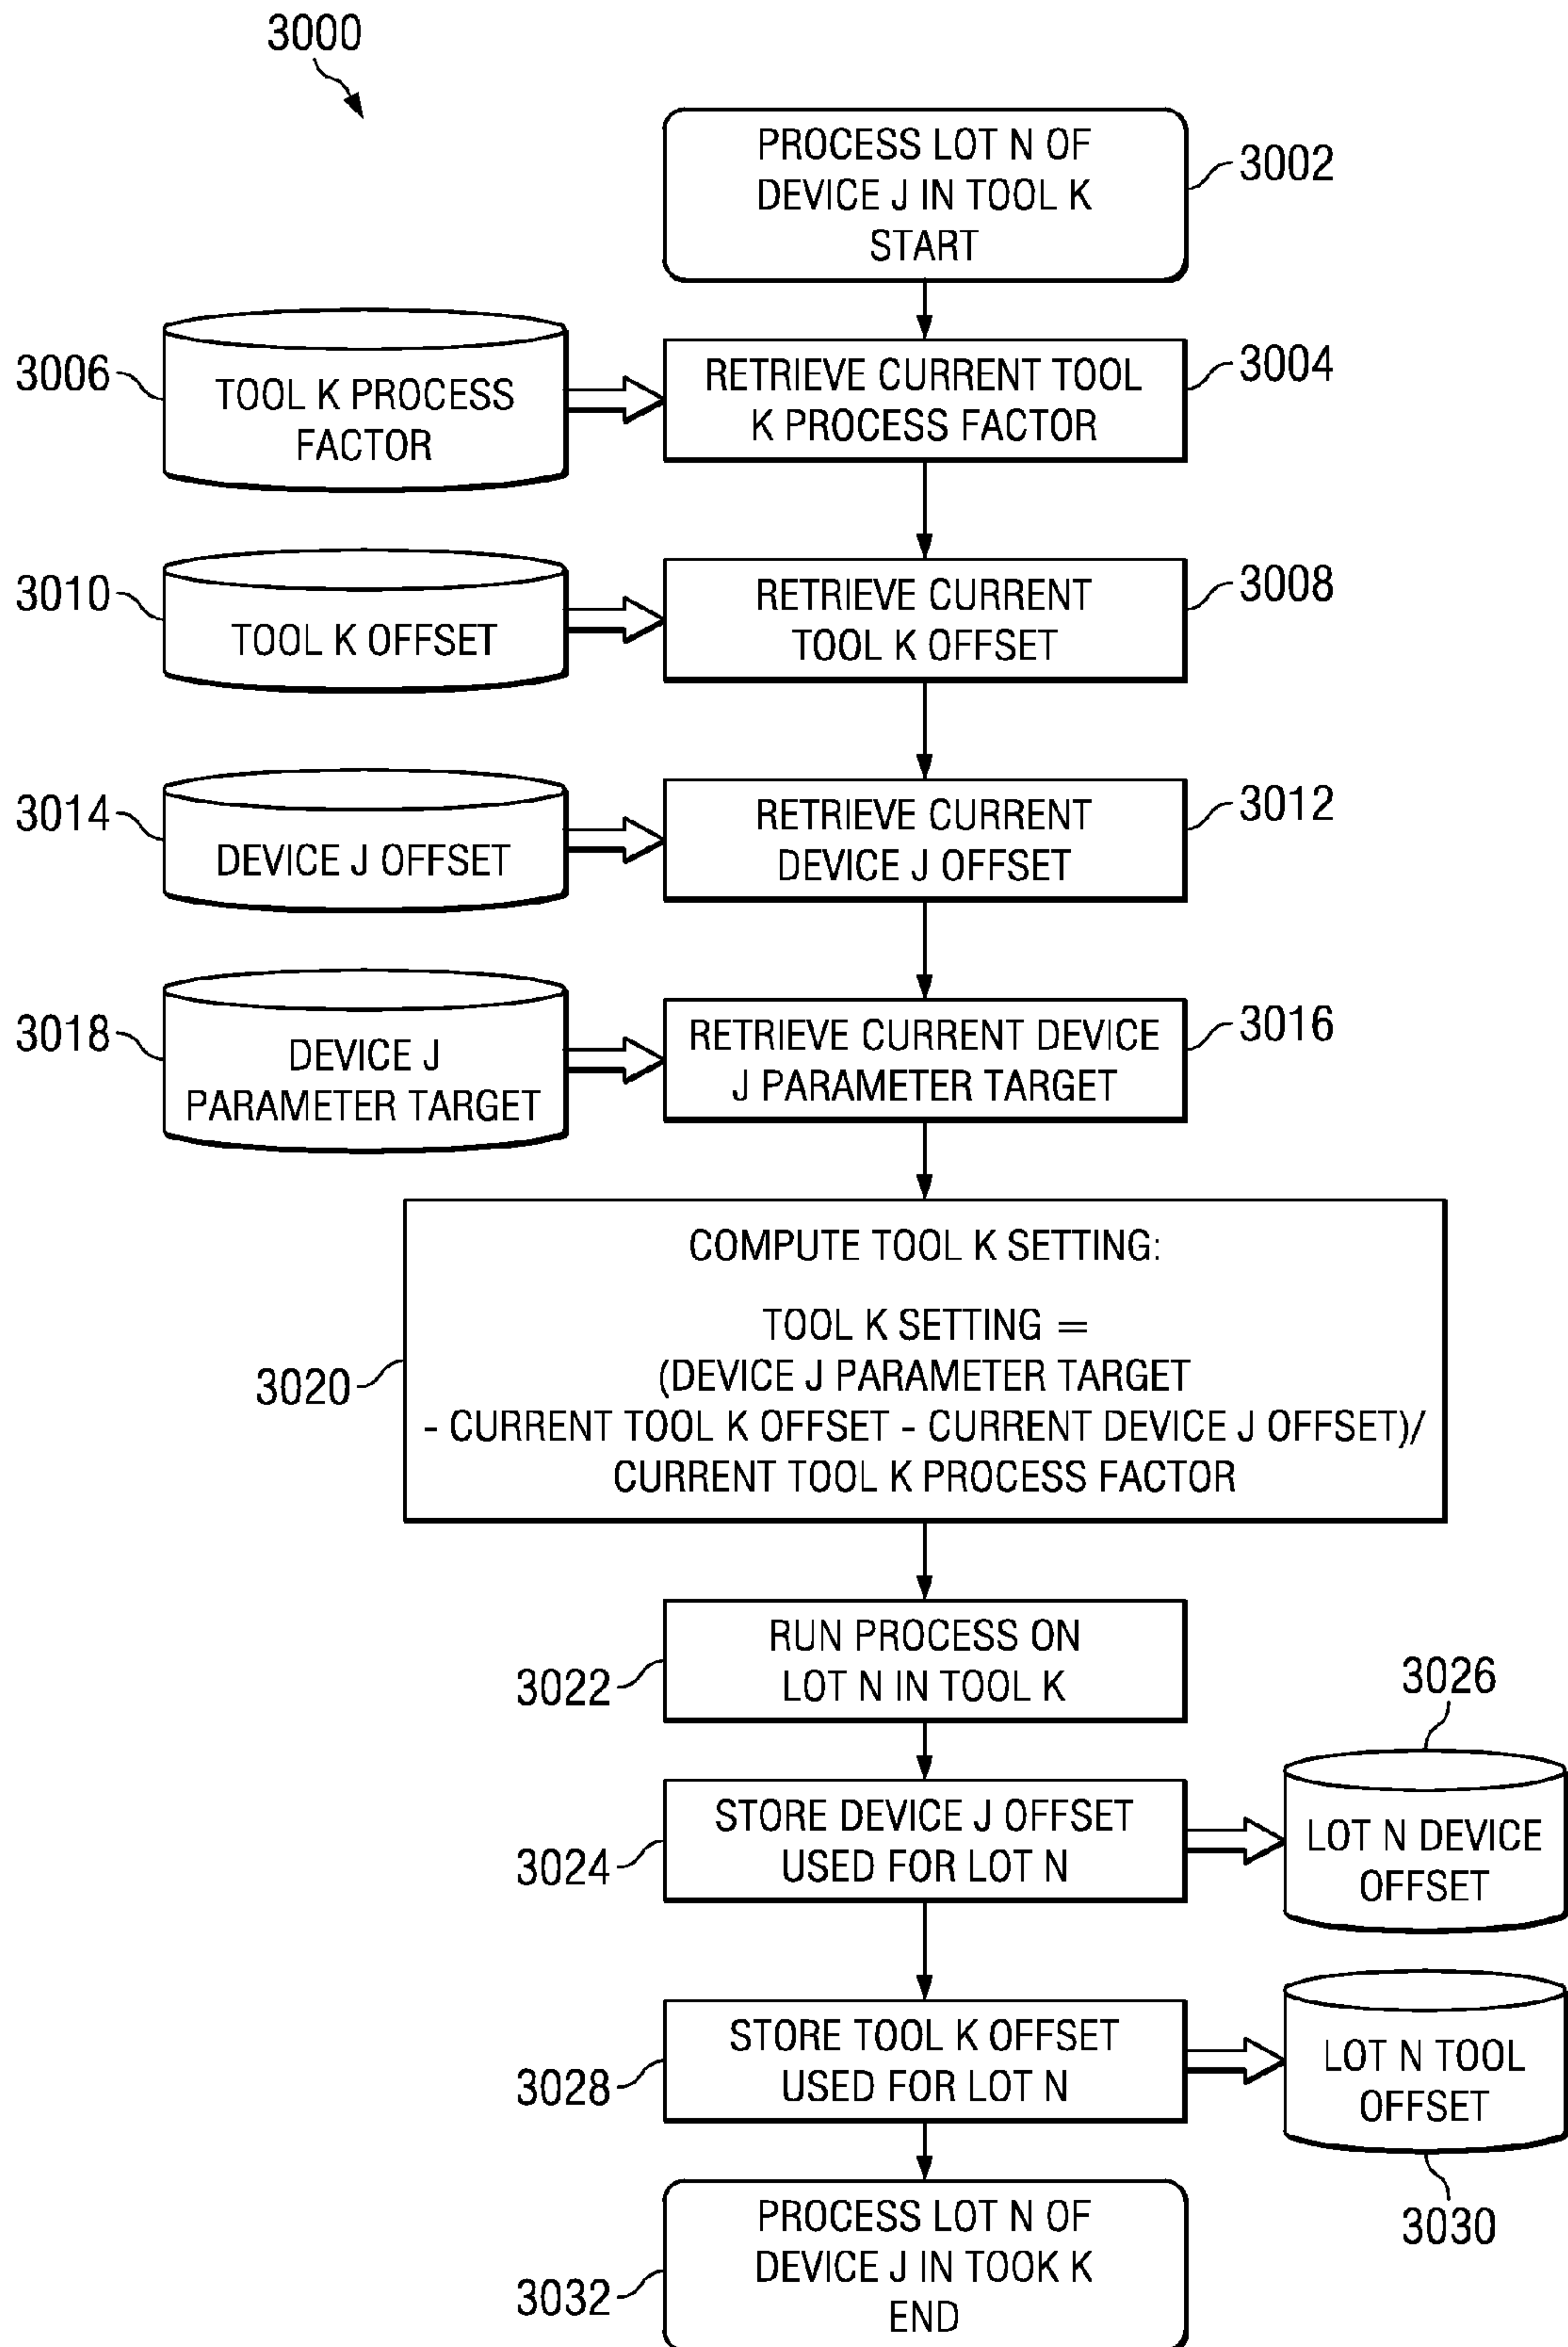 3000
PROCESS LOT N OF
DEVICE J IN TOOL K
START
3002
3006
TOOL K PROCESS
FACTOR
RETRIEVE CURRENT TOOL
K PROCESS FACTOR
3004
3010
TOOL K OFFSET
RETRIEVE CURRENT
TOOL K OFFSET
3008
3014
DEVICE J OFFSET
RETRIEVE CURRENT
DEVICE J OFFSET
3012
3018
DEVICE J
PARAMETER TARGET
RETRIEVE CURRENT DEVICE
J PARAMETER TARGET
3016
COMPUTE TOOL K SETTING:
TOOL K SETTING =
(DEVICE J PARAMETER TARGET
- CURRENT TOOL K OFFSET - CURRENT DEVICE J OFFSET)/
CURRENT TOOL K PROCESS FACTOR
3020
RUN PROCESS ON
LOT N IN TOOL K
3022
STORE DEVICE J OFFSET
USED FOR LOT N
3024
3026
LOT N DEVICE
OFFSET
STORE TOOL K OFFSET
USED FOR LOT N
3028
LOT N TOOL
OFFSET
3030
PROCESS LOT N OF
DEVICE J IN TOOK K
END
3032